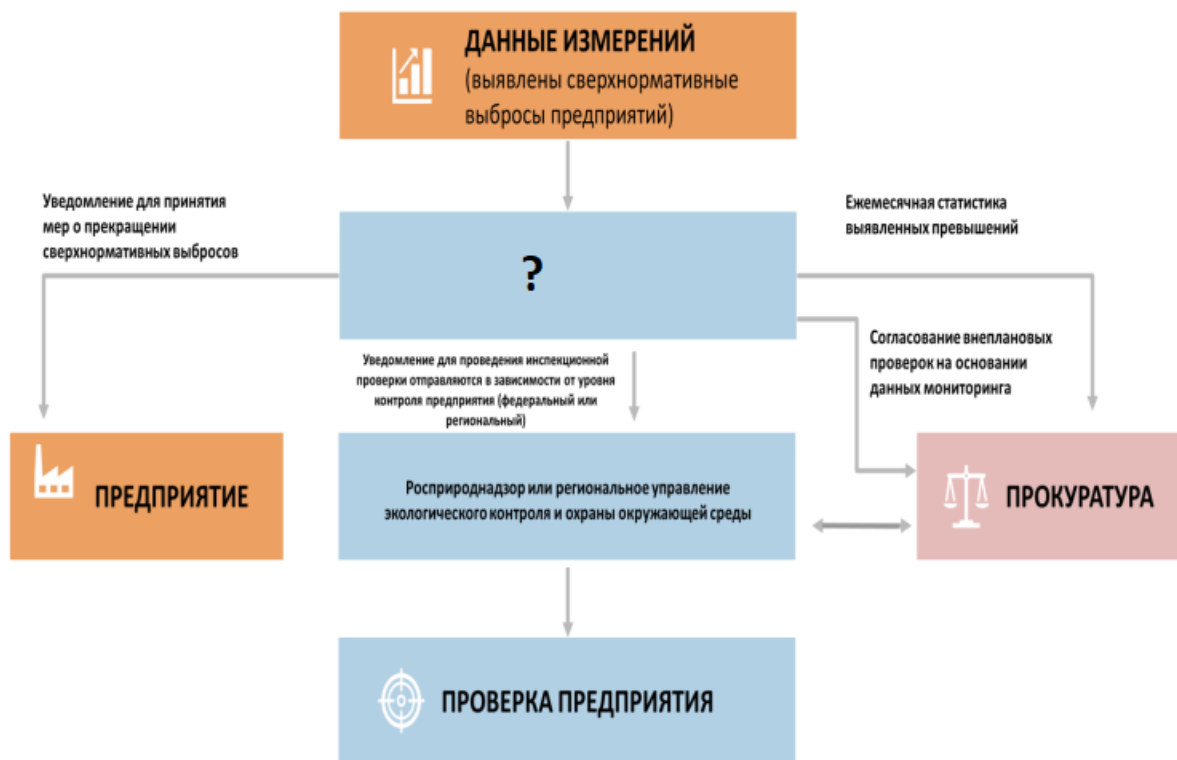 ДАННЫЕ ИЗМЕРЕНИЙ
(выявлены сверхнормативные
выбросы предприятий)
Уведомление для принятия
мер о прекращении
сверхнормативных выбросов
Ежемесячная статистика
выявленных превышений
?
Согласование внеплановых
проверок на основании
данных мониторинга
Уведомление для проведения инспекционной
проверки отправляются в зависимости от уровня
контроля предприятия (федеральный или
региональный)
ПРЕДПРИЯТИЕ
Росприроднадзор или региональное управление
экологического контроля и охраны окружающей среды
ПРОКУРАТУРА
ПРОВЕРКА ПРЕДПРИЯТИЯ